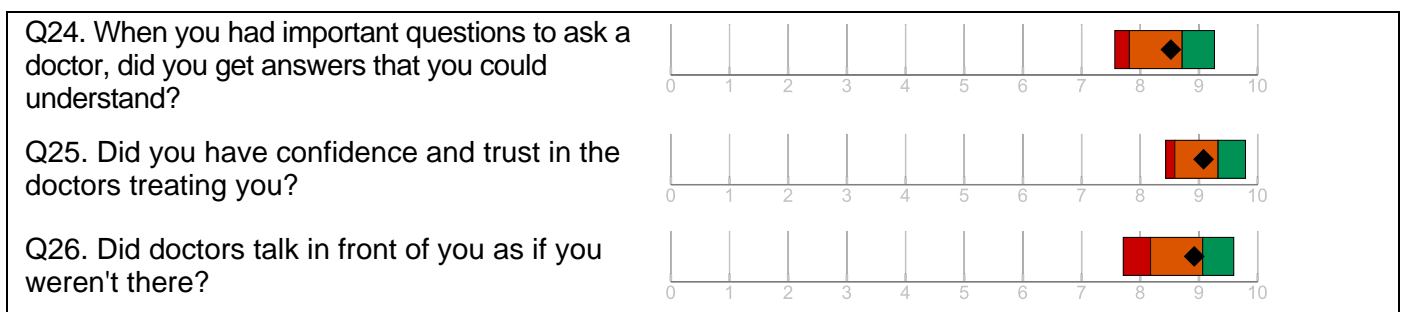 Q24. When you had important questions to ask a
doctor, did you get answers that you could
understand?
0 1 2 3 4 5 6 7 8 9 10
Q25. Did you have confidence and trust in the
doctors treating you?
0 1 2 3 4 5 6 7 8 9 10
Q26. Did doctors talk in front of you as if you
weren't there?
0 1 2 3 4 5 6 7 8 9 10